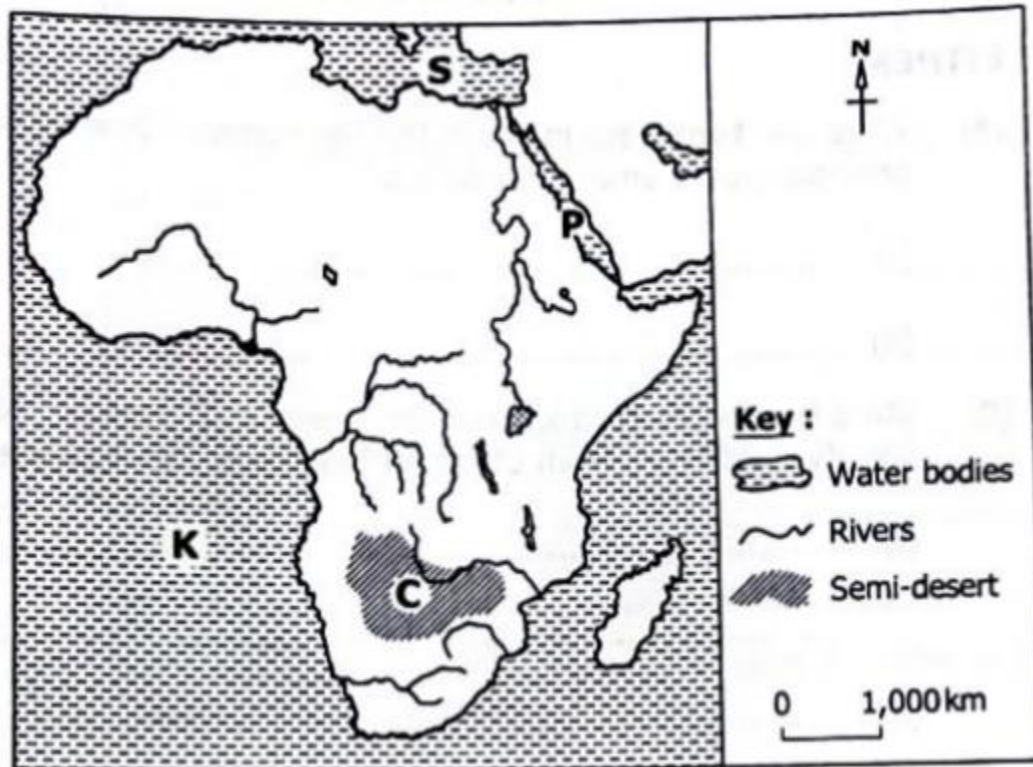 S
N
P
Key :
Water bodies
K
Rivers
C
Semi-desert
0 1,000km